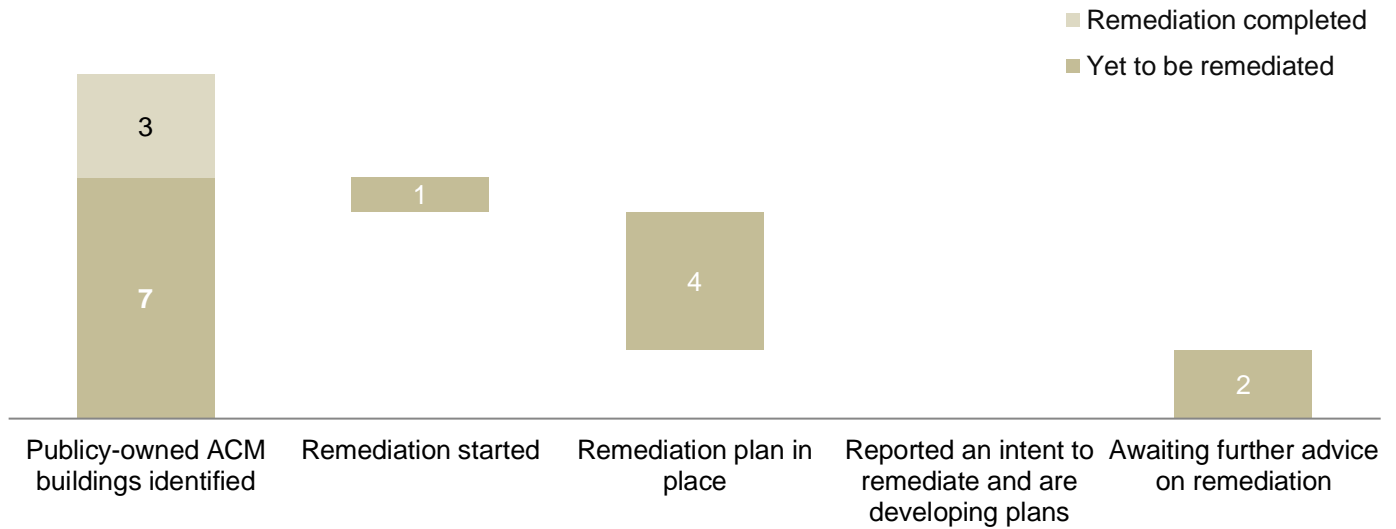 Remediation completed
Yet to be remediated
3
7
1
4
2
Publicy-owned ACM
buildings identified
Remediation started
Remediation plan in
place
Reported an intent to
remediate and are
developing plans
Awaiting further advice
on remediation